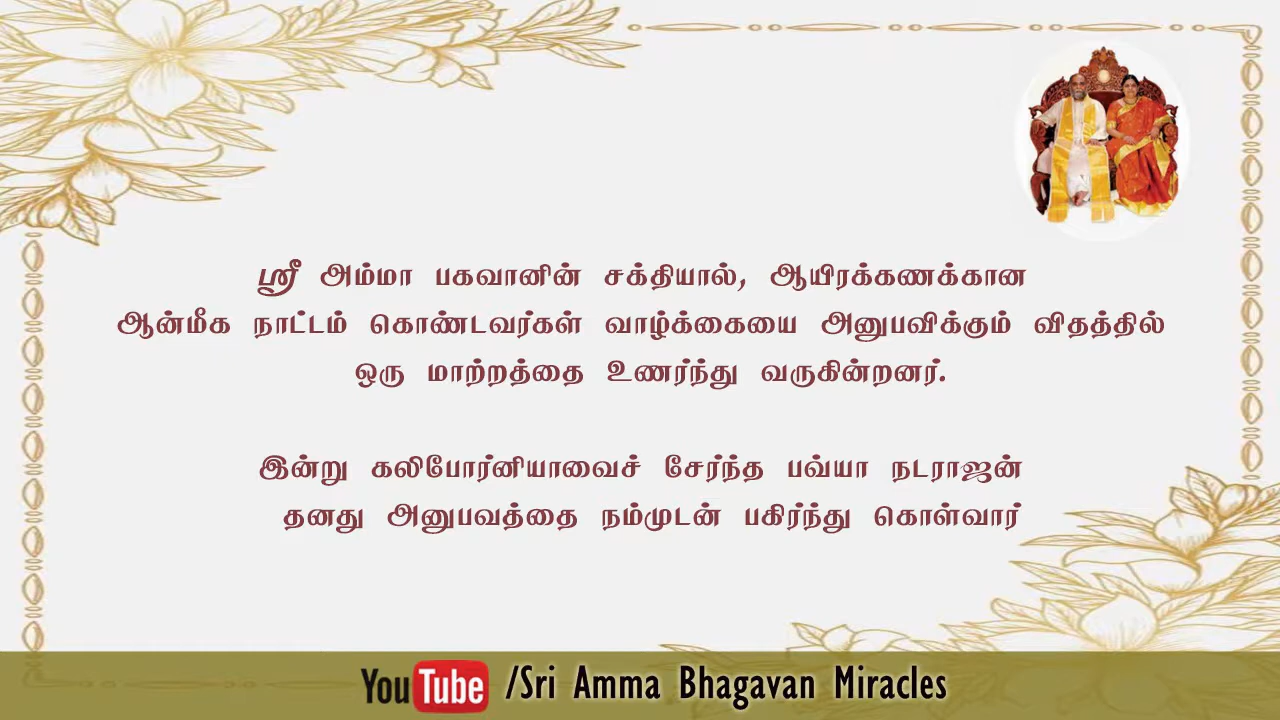 ஸ்ரீ அம்மா பகவானின் சக்தியால், ஆயிரக்கணக்கான
ஆன்மீக நாட்டம் கொண்டவர்கள் வாழ்க்கையை அனுபவிக்கும் விதத்தில்
ஒரு மாற்றத்தை உணர்ந்து வருகின்றனர்.
இன்று கலிபோர்னியாவைச் சேர்ந்த பவ்யா நடராஜன்
தனது அனுபவத்தை நம்முடன் பகிர்ந்து கொள்வார்
YouTube /Sri Amma Bhagavan Miracles